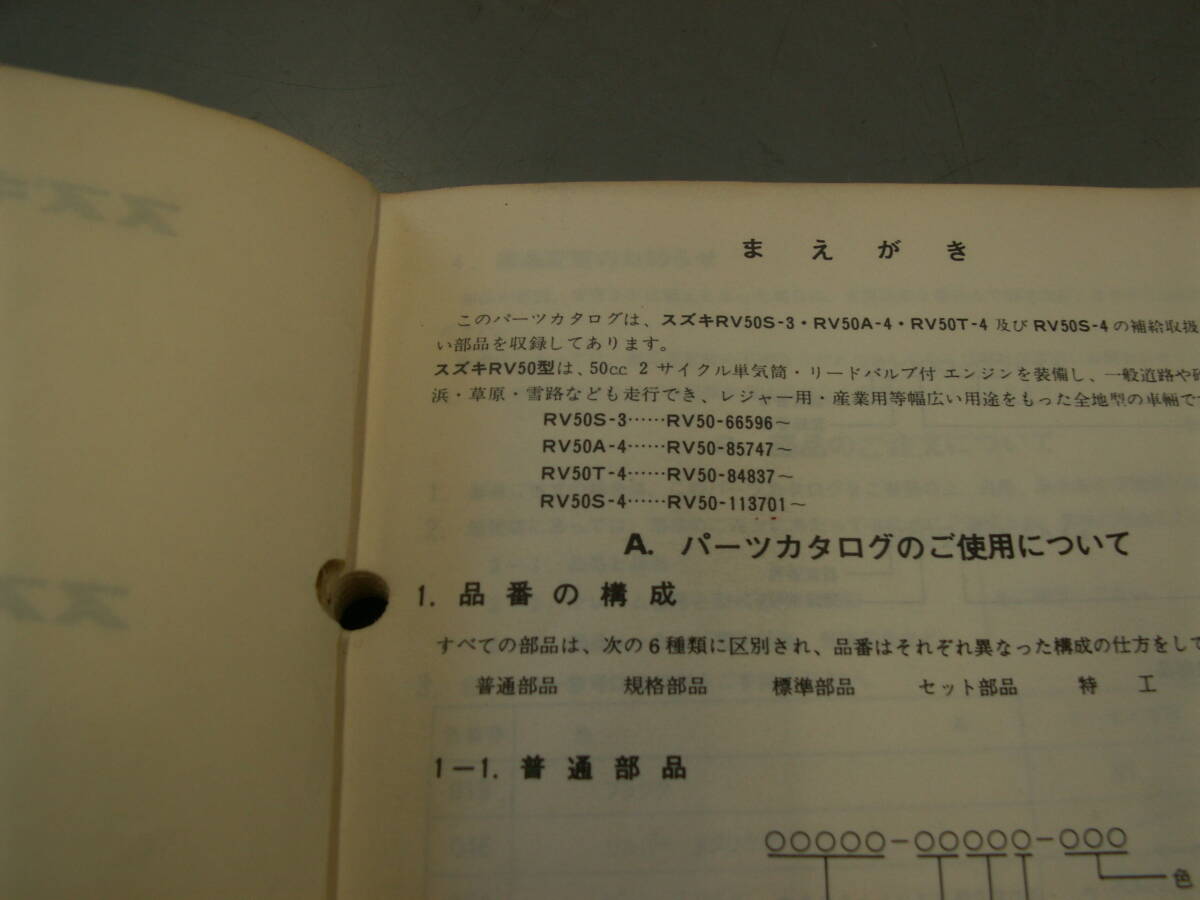 まえがき
このパーツカタログは、スズキRV50S-3・RV50A-4・RV50T-4及びRV50S-4の補給取扱
い部品を収録してあります。
スズキRV50型は、50cc 2サイクル単気筒・リードバルブ付エンジンを装備し、一般道路や砂
浜・草原・雪路なども走行でき、レジャー用・産業用等幅広い用途をもった全地型の車輛で
RV50S-3……RV50-66596~
RV50A-4……RV50-85747~
RV50T-4……RV50-84837~
RV50S-4……RV50-113701~
A. パーツカタログのご使用について
1. 品番の構成
すべての部品は、次の6種類に区別され、品番はそれぞれ異なった構成の仕方をして
普通部品 規格部品 標準部品 セット部品 特工
1-1. 普通部品
○○○○○-○○○○○-○○○
色